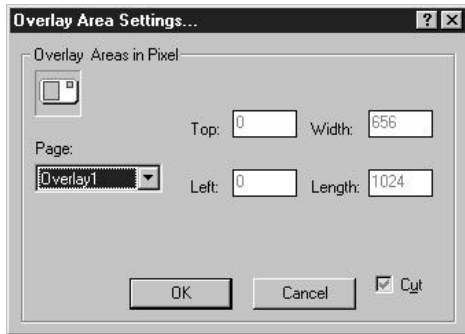 Overlay Area Settings...
Overlay Areas in Pixel
Top: 0 Width: 656
Page:
Overlay1
Left: 0 Length: 1024
OK Cancel Cut